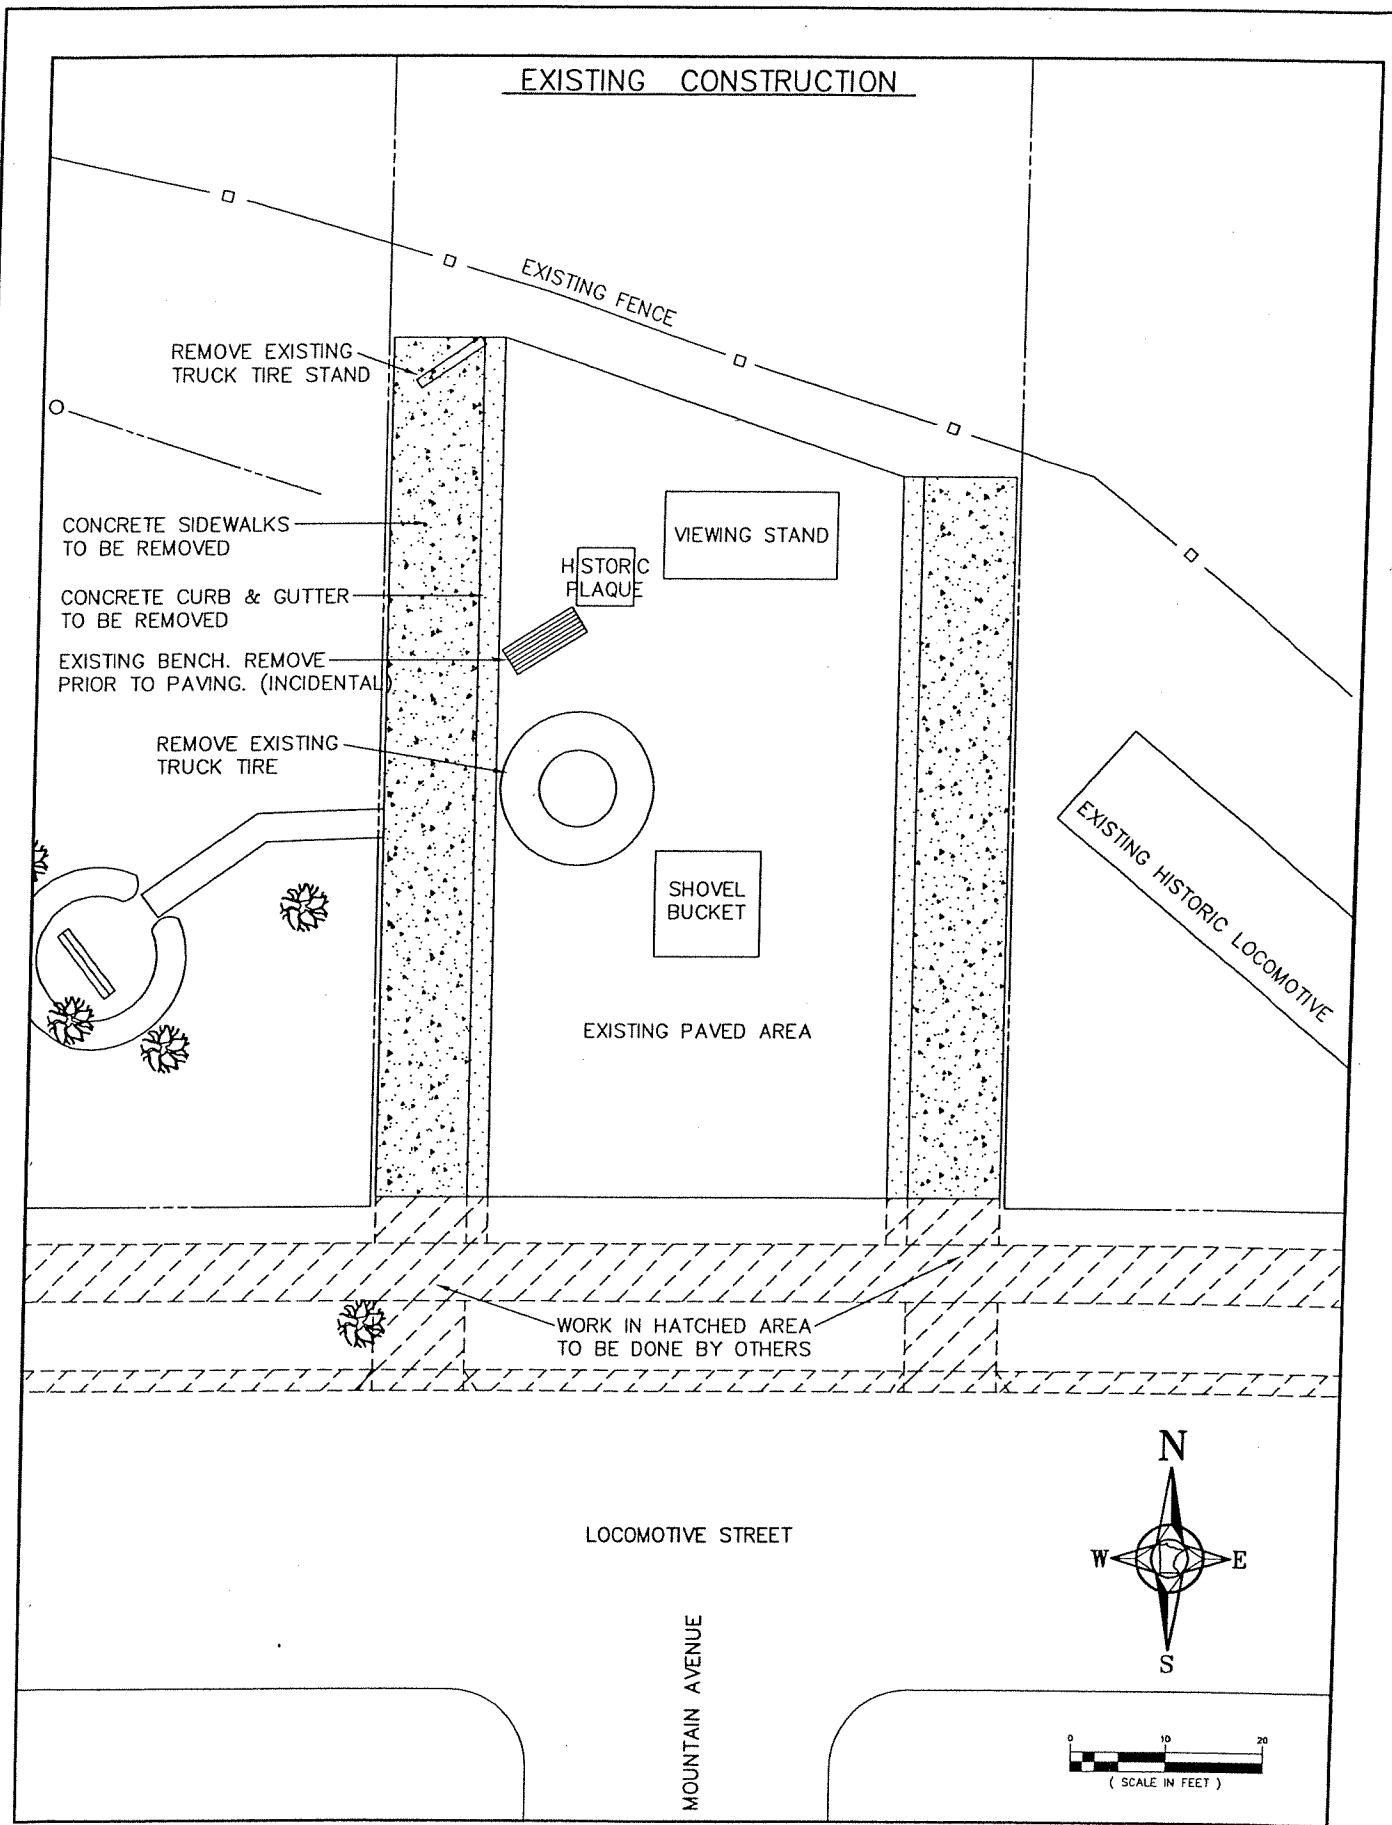 EXISTING CONSTRUCTION
EXISTING FENCE
REMOVE EXISTING
TRUCK TIRE STAND
CONCRETE SIDEWALKS
TO BE REMOVED
VIEWING STAND
HISTORIC
PLAQUE
CONCRETE CURB & GUTTER
TO BE REMOVED
EXISTING BENCH. REMOVE
PRIOR TO PAVING. (INCIDENTAL)
REMOVE EXISTING
TRUCK TIRE
EXISTING HISTORIC LOCOMOTIVE
SHOVEL
BUCKET
EXISTING PAVED AREA
WORK IN HATCHED AREA
TO BE DONE BY OTHERS
N
W E
S
LOCOMOTIVE STREET
MOUNTAIN AVENUE
0 10 20
( SCALE IN FEET )